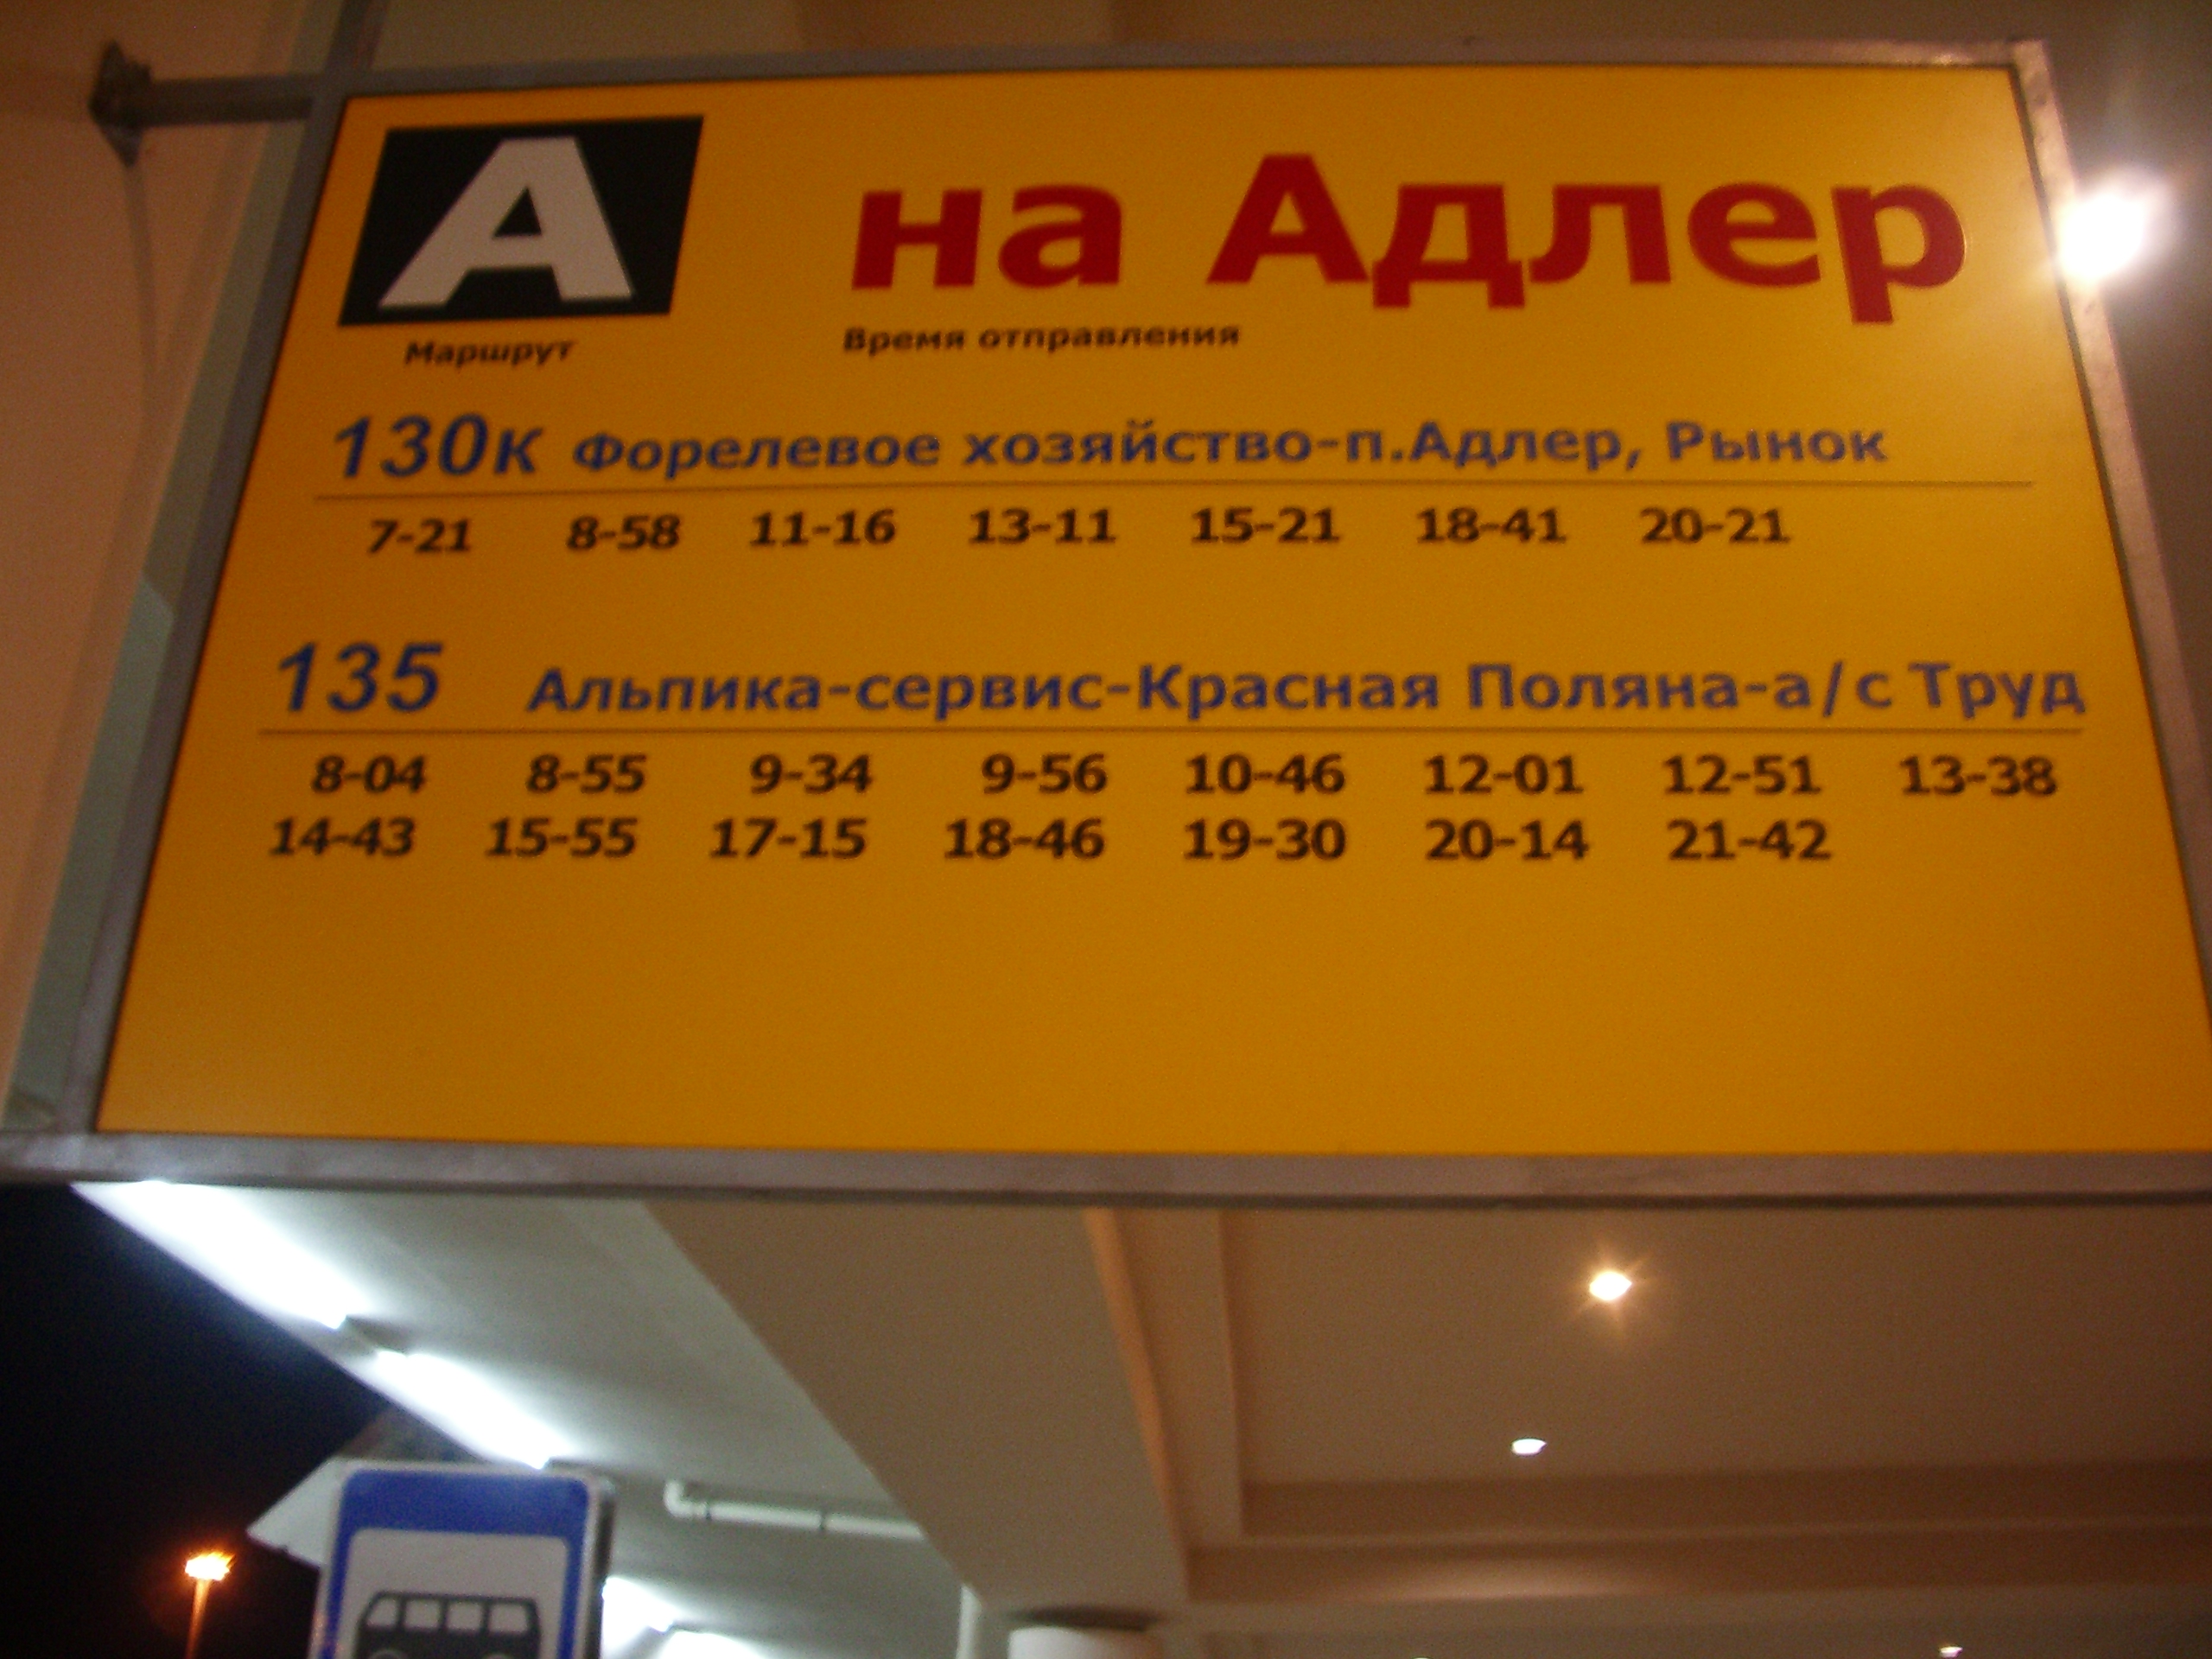 А на Адлер
Маршрут Время отправления
130к Форелевое хозяйство-п.Адлер, Рынок
7-21 8-58 11-16 13-11 15-21 18-41 20-21
135 Альпика-сервис-Красная Поляна-а/с Труд
8-04 8-55 9-34 9-56 10-46 12-01 12-51 13-38
14-43 15-55 17-15 18-46 19-30 20-14 21-42